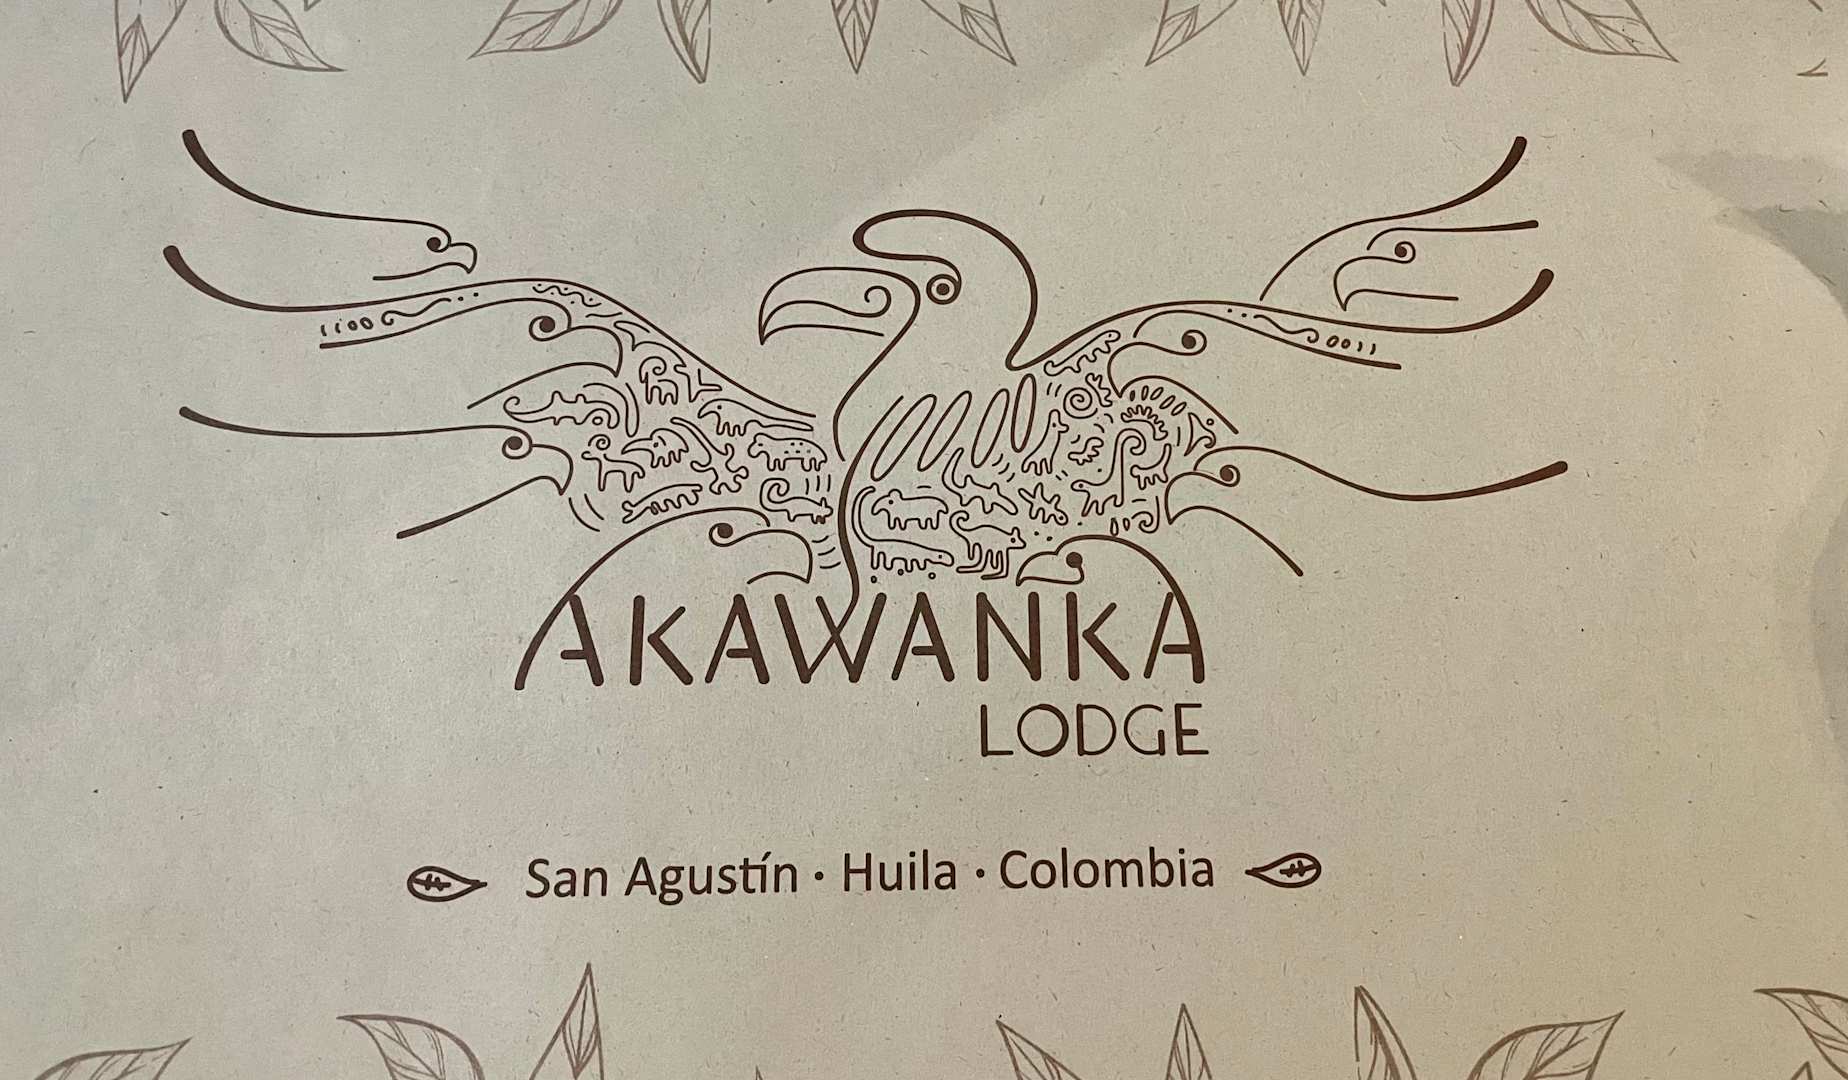 AKAWANKA
LODGE
San Agustín · Huila · Colombia